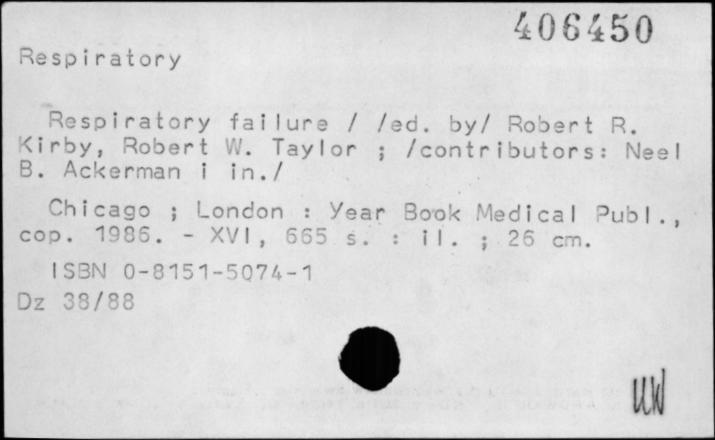 406450
Respiratory
Respiratory failure / /ed. by/ Robert R.
Kirby, Robert W. Taylor ; /contributors: Neel
B. Ackerman i in./
Chicago ; London : Year Book Medical Publ.,
cop. 1986. - XVI, 665 s. : il. ; 26 cm.
ISBN 0-8151-5074-1
Dz 38/88